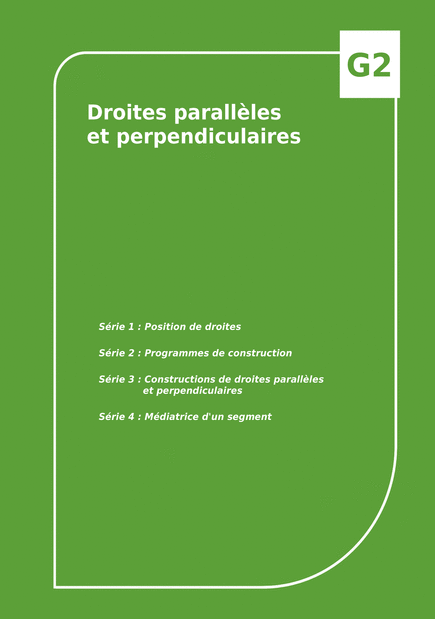 G2
Droites parallèles
et perpendiculaires
Série 1 : Position de droites
Série 2 : Programmes de construction
Série 3 : Constructions de droites parallèles
et perpendiculaires
Série 4 : Médiatrice d'un segment